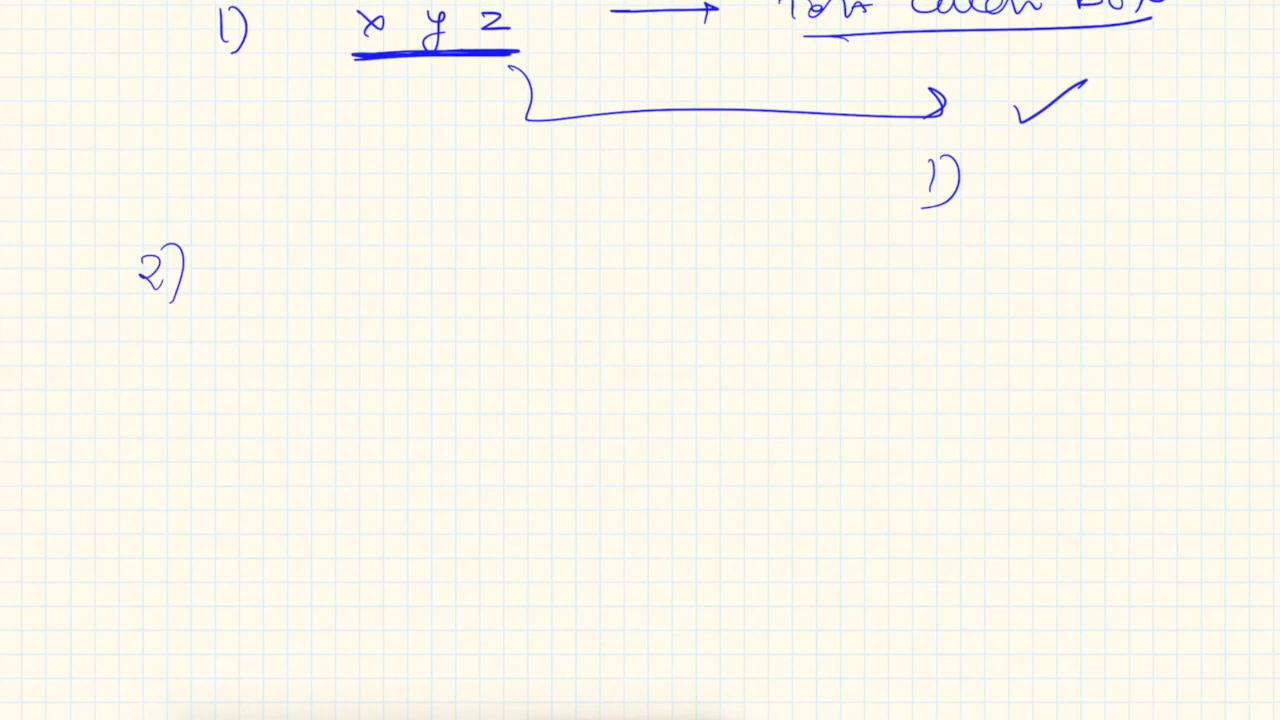 1) x y z →
1)
2)